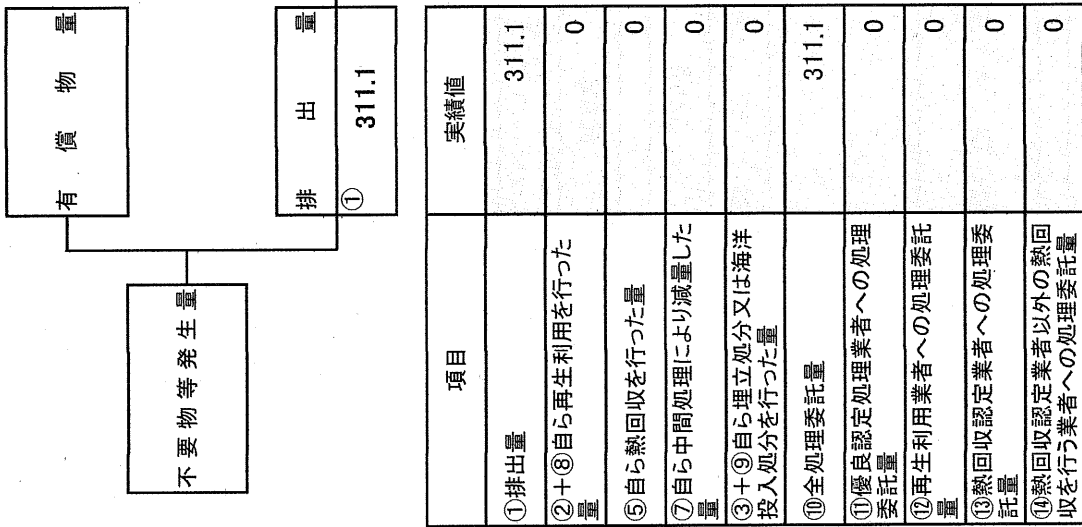 有償物量
不要物等発生量
排出量
①
311.1
項目 実績値
①排出量 311.1
②+⑧自ら再生利用を行った
量 0
⑤自ら熱回収を行った量 0
⑦自ら中間処理により減量した
量 0
③+⑨自ら埋立処分又は海洋
投入処分を行った量 0
⑩全処理委託量 311.1
⑪優良認定処理業者への処理
委託量 0
⑫再生利用業者への処理委託
量 0
⑬熱回収認定業者への処理委
託量 0
⑭熱回収認定業者以外の熱回
収を行う業者への処理委託量 0